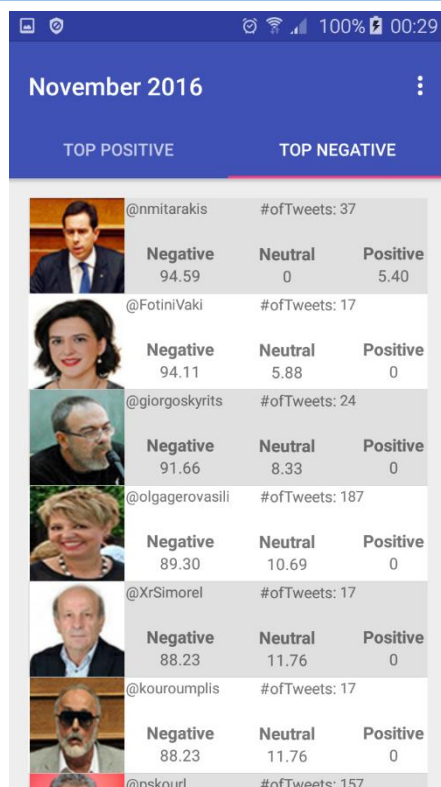 100% 00:29
November 2016
TOP POSITIVE TOP NEGATIVE
@nmitarakis #ofTweets: 37
Negative Neutral Positive
94.59 0 5.40
@FotiniVaki #ofTweets: 17
Negative Neutral Positive
94.11 5.88 0
@giorgoskyrits #ofTweets: 24
Negative Neutral Positive
91.66 8.33 0
@olgagerovasili #ofTweets: 187
Negative Neutral Positive
89.30 10.69 0
@XrSimorel #ofTweets: 17
Negative Neutral Positive
88.23 11.76 0
@kouroumplis #ofTweets: 17
Negative Neutral Positive
88.23 11.76 0
@pskourl #ofTweets: 157